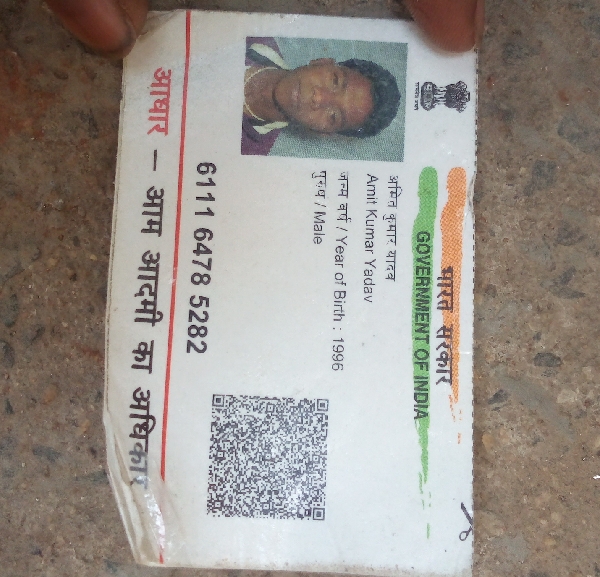 भारत सरकार
GOVERNMENT OF INDIA
अमित कुमार यादव
Amit Kumar Yadav
जन्म वर्ष / Year of Birth : 1996
पुरुष / Male
6111 6478 5282
आधार – आम आदमी का अधिकार